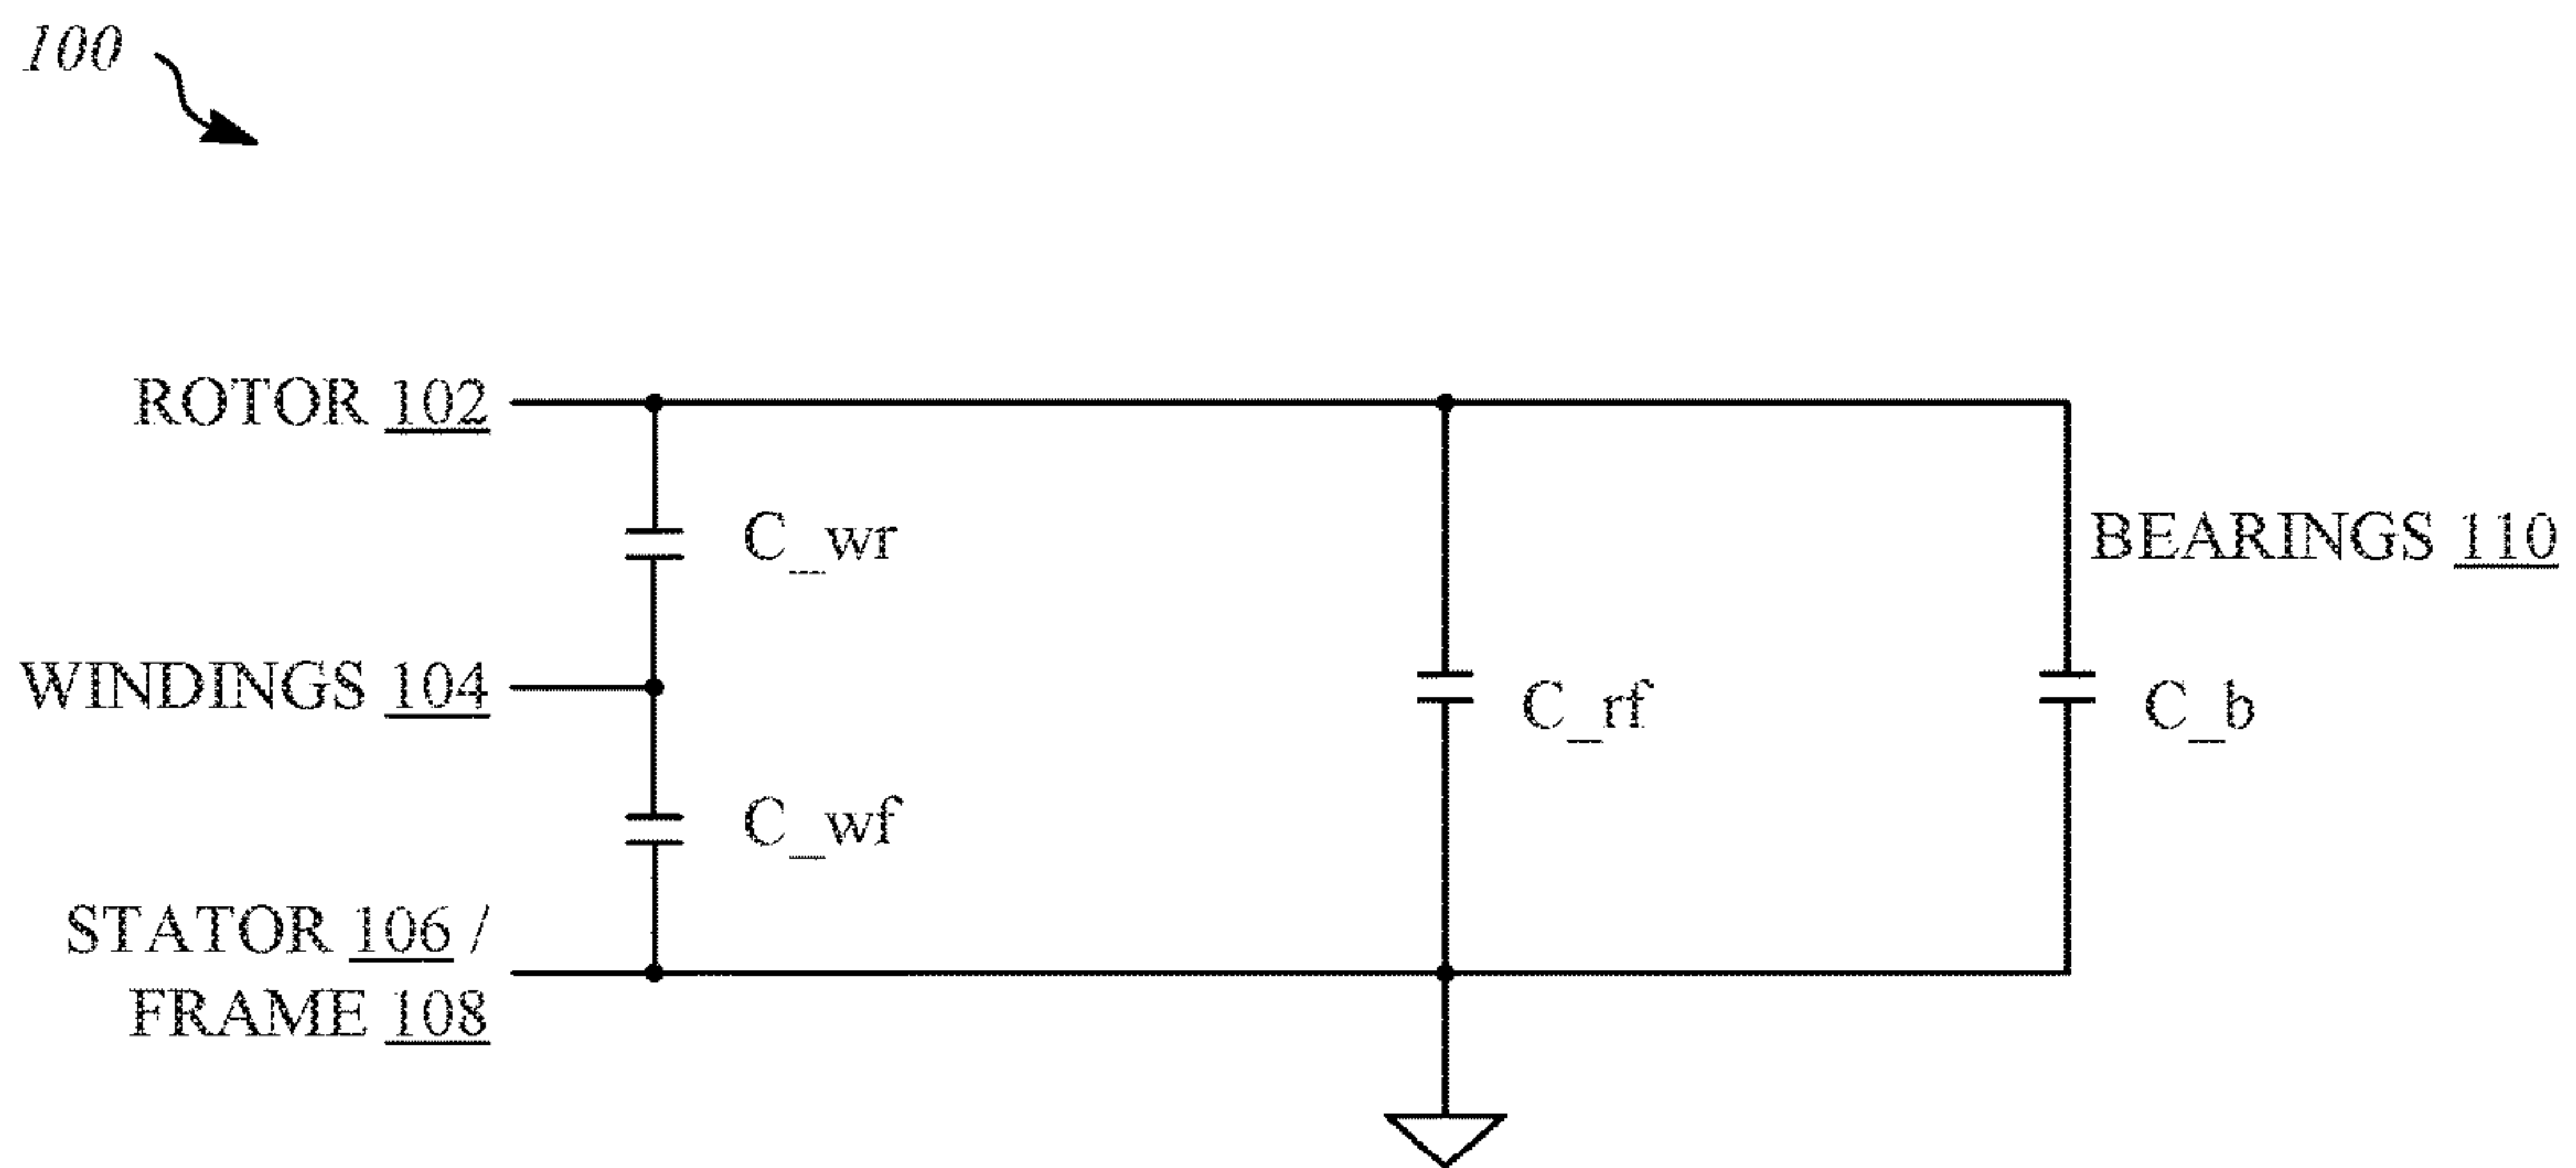 100
ROTOR 102
C_wr
BEARINGS 110
WINDINGS 104
C_rf
C_b
C_wf
STATOR 106 /
FRAME 108